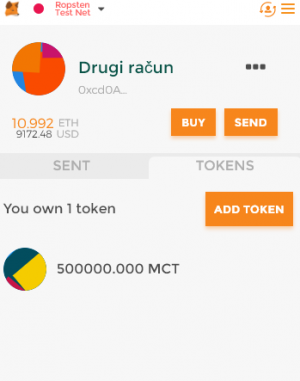 Ropsten
Test Net
Drugi račun
0xcd0A...
10.992 ETH
9172.48 USD
BUY
SEND
SENT
TOKENS
You own 1 token
ADD TOKEN
500000.000 MCT